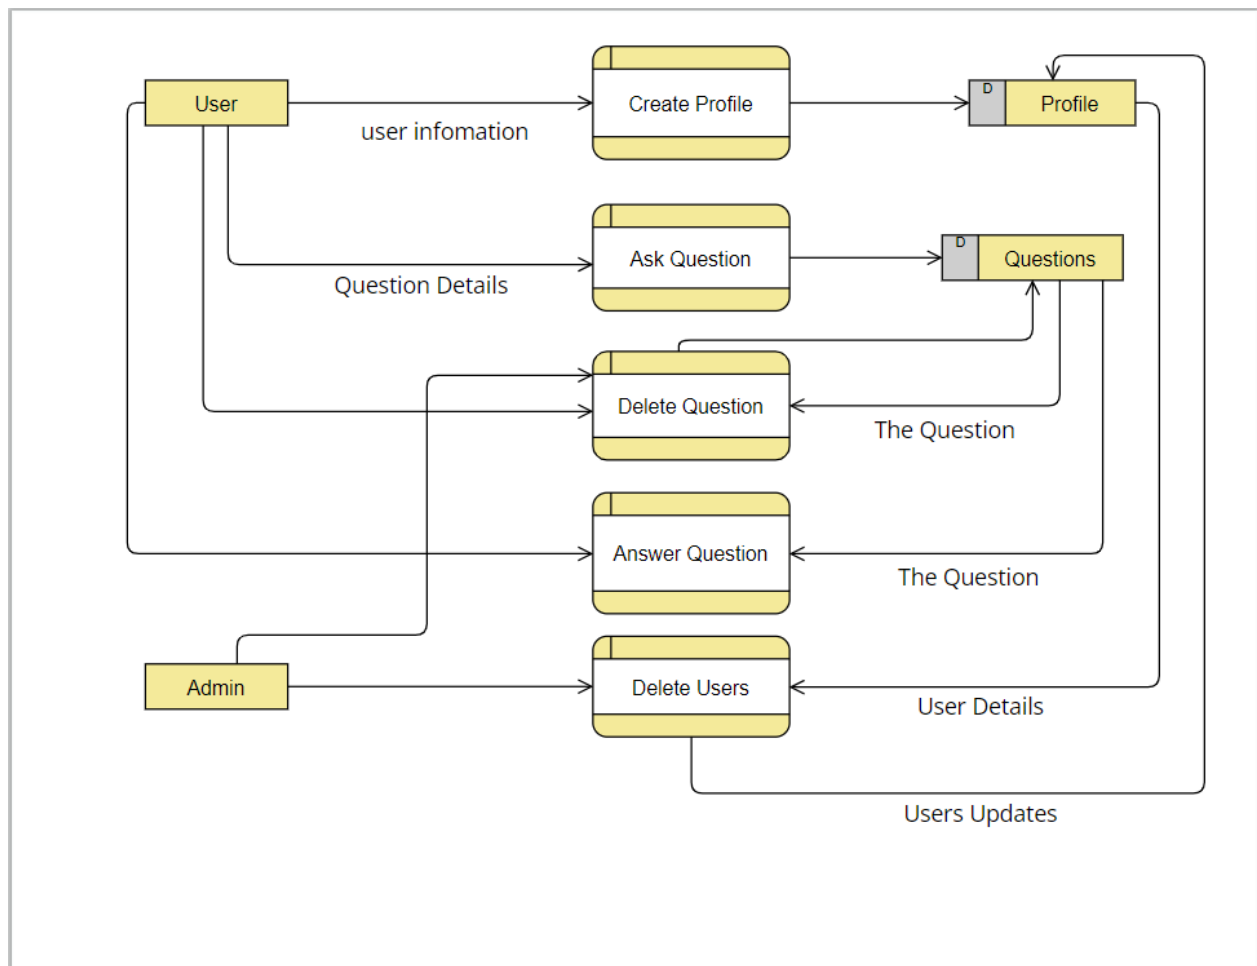 User
user infomation
Create Profile
D
Profile
Question Details
Ask Question
D
Questions
Delete Question
The Question
Answer Question
The Question
Admin
Delete Users
User Details
Users Updates